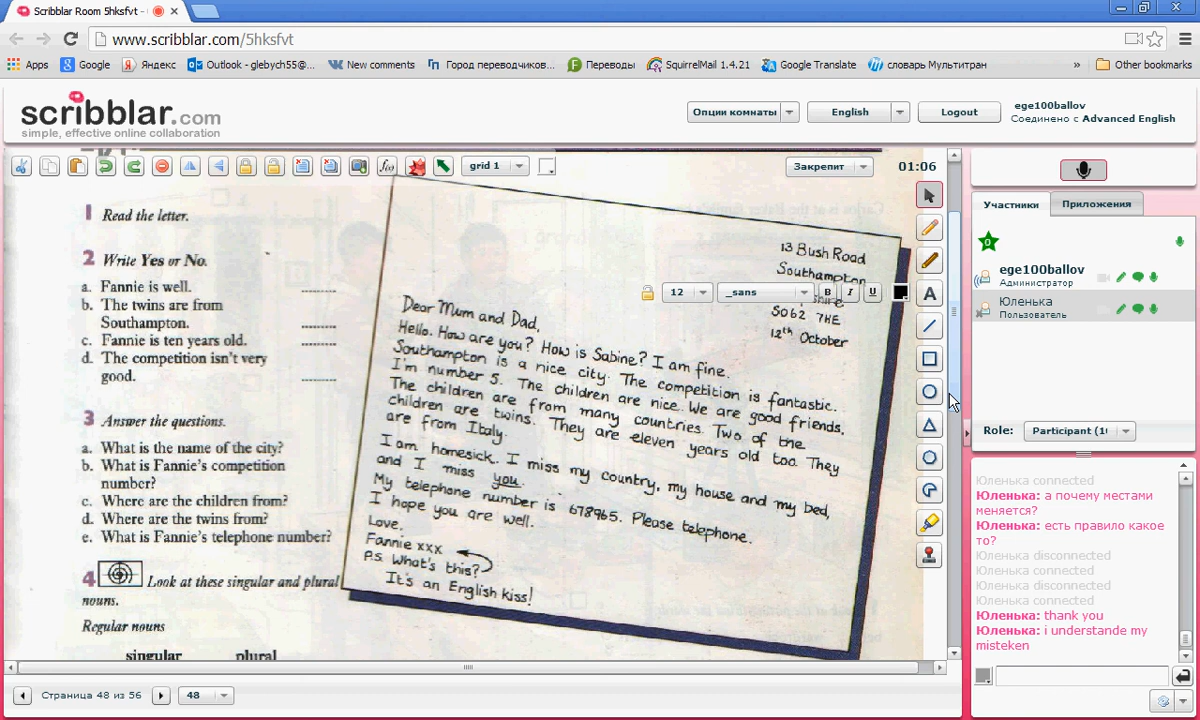 Scribblar Room 5hksfvt -
www.scribblar.com/5hksfvt
Apps Google Яндекс Outlook - glebych55@... New comments Город переводчиков... Переводы SquirrelMail 1.4.21 Google Translate словарь Мультитран » Other bookmarks
scribblar.com
simple, effective online collaboration
Опции комнаты English Logout
ege100ballov
Соединено с Advanced English
f(x) grid 1 Закрепит 01:06
1 Read the letter.
2 Write Yes or No.
a. Fannie is well. ..........
b. The twins are from
Southampton. ..........
c. Fannie is ten years old. ..........
d. The competition isn't very
good. ..........
3 Answer the questions.
a. What is the name of the city?
b. What is Fannie's competition
number?
c. Where are the children from?
d. Where are the twins from?
e. What is Fannie's telephone number?
4 Look at these singular and plural
nouns.
Regular nouns
singular plural
13 Bush Road
Southampton
SO62 7HE
12th October
12 _sans B I U
A
Dear Mum and Dad,
Hello. How are you? How is Sabine? I am fine.
Southampton is a nice city. The competition is fantastic.
I'm number 5. The children are nice. We are good friends.
The children are from many countries. Two of the
children are twins. They are eleven years old too. They
are from Italy.
I am homesick. I miss my country, my house and my bed,
and I miss you.
My telephone number is 678965. Please telephone.
I hope you are well.
Love,
Fannie xxx
P.S. What's this?
It's an English kiss!
Страница 48 из 56 48
Участники Приложения
0
ege100ballov
Администратор
Юленька
Пользователь
Role: Participant (1(
Юленька connected
Юленька: а почему местами
меняется?
Юленька: есть правило какое
то?
Юленька disconnected
Юленька connected
Юленька disconnected
Юленька connected
Юленька: thank you
Юленька: i understande my
misteken